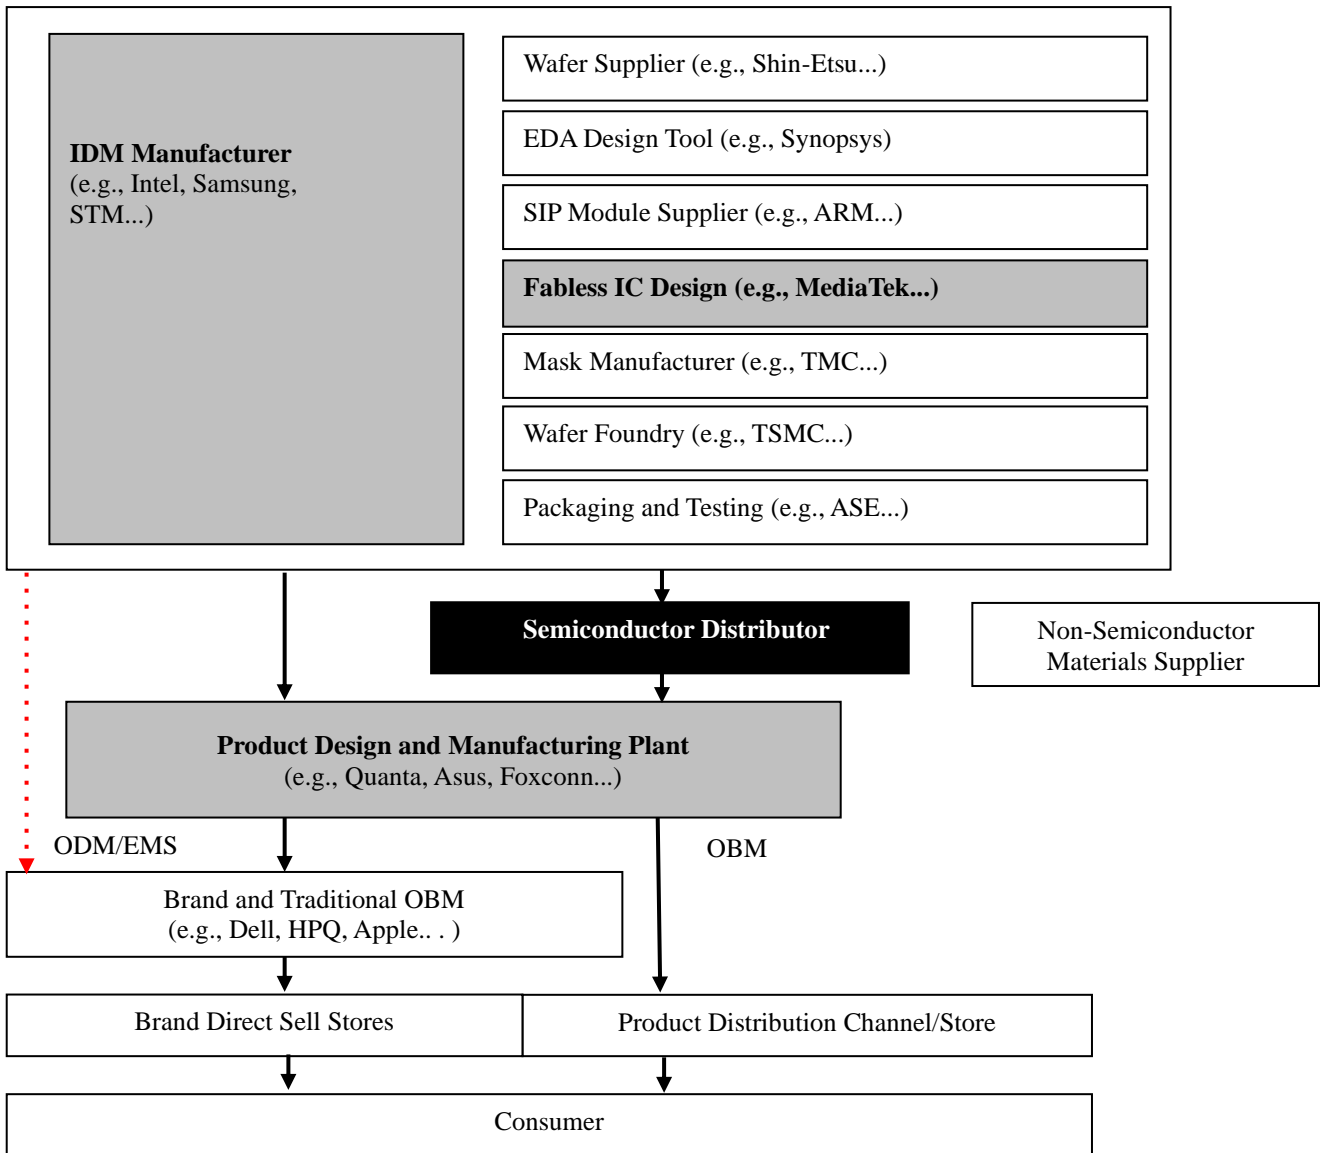 IDM Manufacturer
(e.g., Intel, Samsung,
STM...)
Wafer Supplier (e.g., Shin-Etsu...)
EDA Design Tool (e.g., Synopsys)
SIP Module Supplier (e.g., ARM...)
Fabless IC Design (e.g., MediaTek...)
Mask Manufacturer (e.g., TMC...)
Wafer Foundry (e.g., TSMC...)
Packaging and Testing (e.g., ASE...)
Semiconductor Distributor
Non-Semiconductor
Materials Supplier
Product Design and Manufacturing Plant
(e.g., Quanta, Asus, Foxconn...)
ODM/EMS
OBM
Brand and Traditional OBM
(e.g., Dell, HPQ, Apple.. . )
Brand Direct Sell Stores
Product Distribution Channel/Store
Consumer